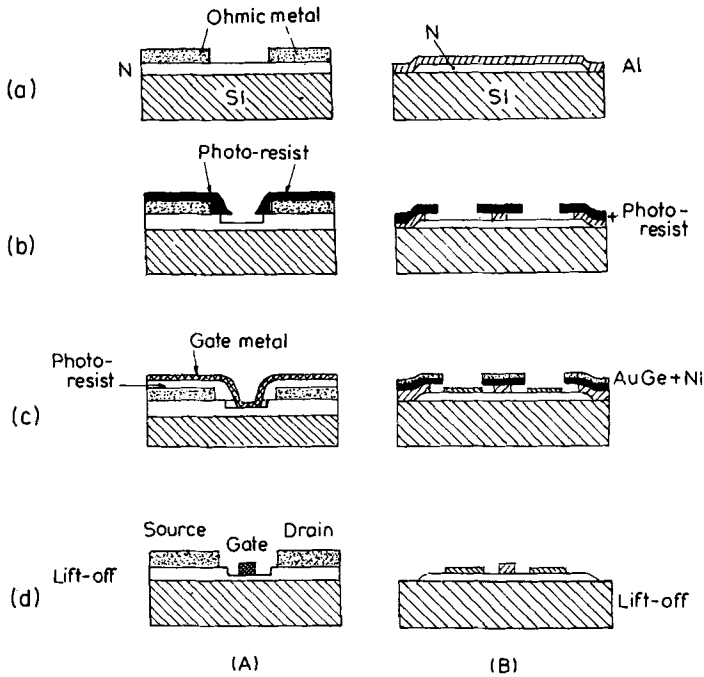 Ohmic metal
N
SI
(a)
N
Al
SI
Photo-resist
(b)
+ Photo-
resist
Gate metal
Photo-
resist
(c)
AuGe+Ni
Source
Gate
Drain
Lift-off
(d)
Lift-off
(A)
(B)